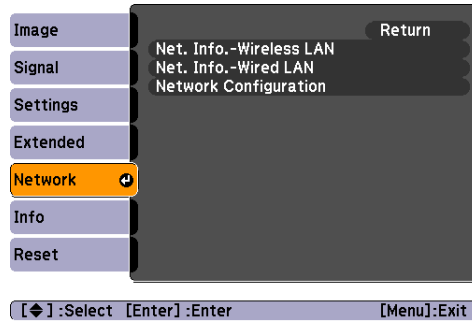 Image
Signal
Settings
Extended
Network
Info
Reset
Return
Net. Info.-Wireless LAN
Net. Info.-Wired LAN
Network Configuration
[◆] :Select [Enter] :Enter [Menu]:Exit